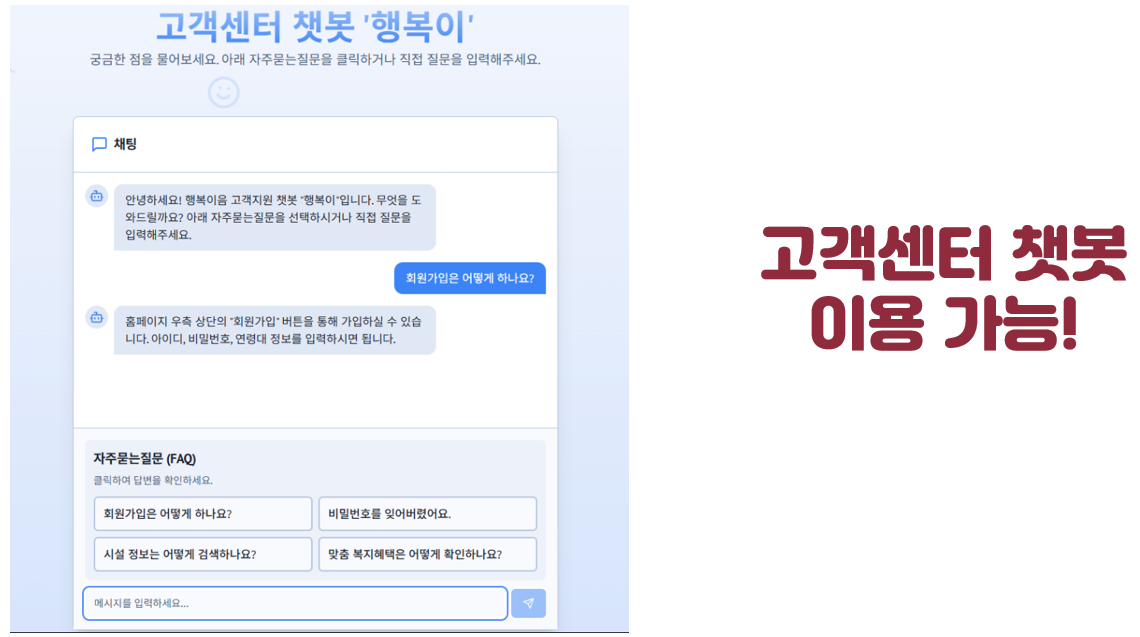 고객센터 챗봇 '행복이'
궁금한 점을 물어보세요. 아래 자주묻는질문을 클릭하거나 직접 질문을 입력해주세요.
채팅
안녕하세요! 행복이음 고객지원 챗봇 "행복이"입니다. 무엇을 도
와드릴까요? 아래 자주묻는질문을 선택하시거나 직접 질문을
입력해주세요.
회원가입은 어떻게 하나요?
홈페이지 우측 상단의 "회원가입" 버튼을 통해 가입하실 수 있습
니다. 아이디, 비밀번호, 연령대 정보를 입력하시면 됩니다.
자주묻는질문 (FAQ)
클릭하여 답변을 확인하세요.
회원가입은 어떻게 하나요?
비밀번호를 잊어버렸어요.
시설 정보는 어떻게 검색하나요?
맞춤 복지혜택은 어떻게 확인하나요?
메시지를 입력하세요...
고객센터 챗봇
이용 가능!